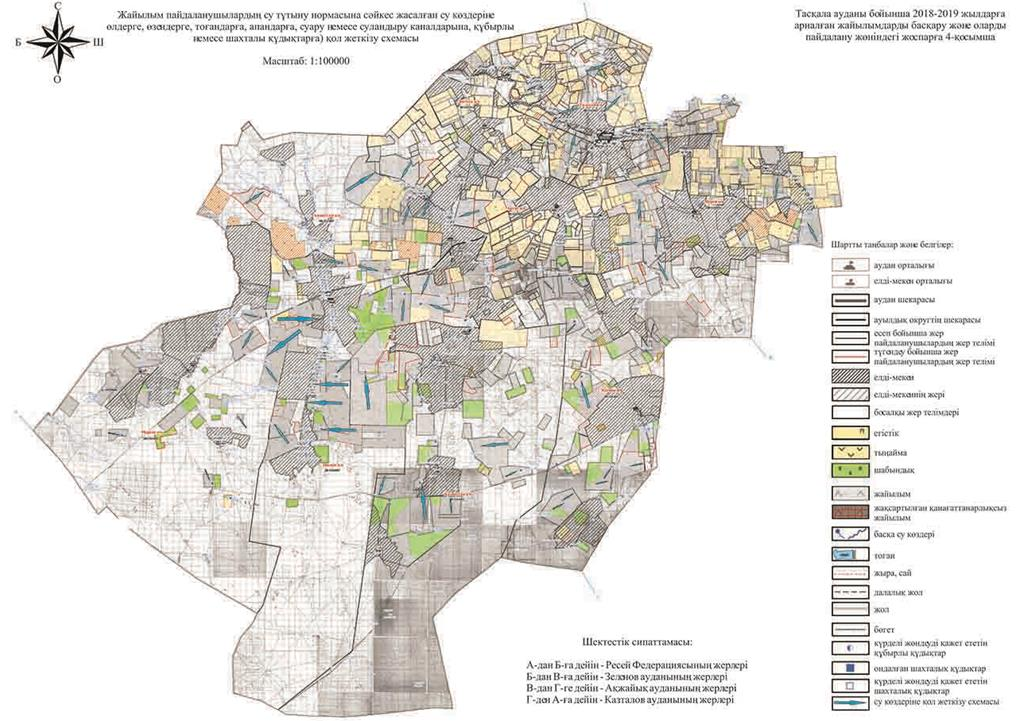 Жайылым пайдаланушылардың су тұтыну нормасына сәйкес жасалған су көздеріне
өлдерге, өзендерге, тоғандарға, апандарға, суару немесе суландыру каналдарына, құбырлы
немесе шахталы құдықтарға) қол жеткізу схемасы
Масштаб: 1:100000
Тасқала ауданы бойынша 2018-2019 жылдарға
арналған жайылымдарды басқару және оларды
пайдалану жөніндегі жоспарға 4-қосымша
С
Б
Ш
О
Шартты таңбалар және белгілер:
аудан орталығы
елді-мекен орталығы
аудан шекарасы
ауылдық округтің шекарасы
есеп бойынша жер
пайдаланушылардың жер телімі
түгендеу бойынша жер
пайдаланушылардың жер телімі
елді-мекен
елді-мекеннің жері
босалқы жер телімдері
егістік
тыңайма
шабындық
жайылым
жақсартылған қанағаттанарлықсыз
жайылым
басқа су көздері
тоған
жыра, сай
далалық жол
жол
бөгет
күрделі жөндеуді қажет ететін
құбырлы құдықтар
ондалған шахталық құдықтар
күрделі жөндеуді қажет ететін
шахталық құдықтар
су көздеріне қол жеткізу схемасы
Шектестік сипаттамасы:
А-дан Б-ға дейін - Ресей Федерациясының жерлері
Б-дан В-ға дейін - Зеленов ауданының жерлері
В-дан Г-ге дейін - Ақжайық ауданының жерлері
Г-ден А-ға дейін - Казталов ауданының жерлері